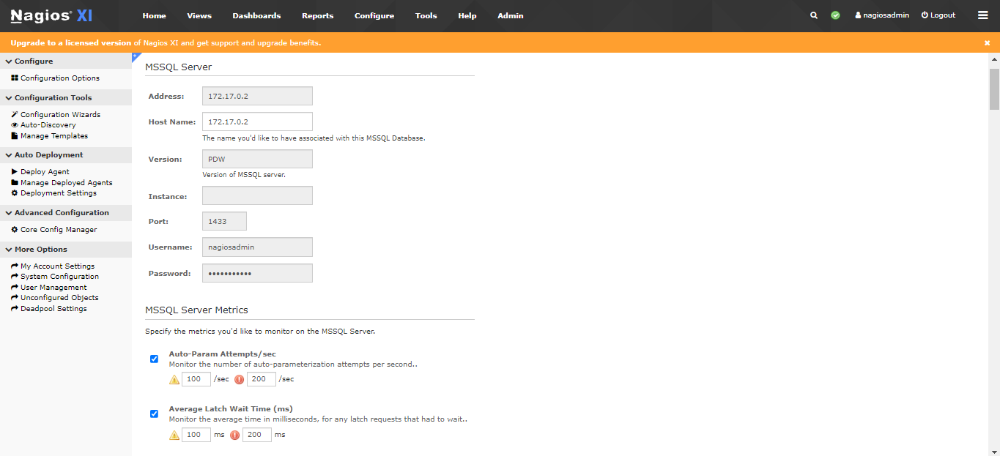 Nagios® XI
Home Views Dashboards Reports Configure Tools Help Admin
nagiosadmin Logout
Upgrade to a licensed version of Nagios XI and get support and upgrade benefits.
Configure
Configuration Options
Configuration Tools
Configuration Wizards
Auto-Discovery
Manage Templates
Auto Deployment
Deploy Agent
Manage Deployed Agents
Deployment Settings
Advanced Configuration
Core Config Manager
More Options
My Account Settings
System Configuration
User Management
Unconfigured Objects
Deadpool Settings
MSSQL Server
Address: 172.17.0.2
Host Name: 172.17.0.2
The name you'd like to have associated with this MSSQL Database.
Version: PDW
Version of MSSQL server.
Instance:
Port: 1433
Username: nagiosadmin
Password: •••••••••••
MSSQL Server Metrics
Specify the metrics you'd like to monitor on the MSSQL Server.
Auto-Param Attempts/sec
Monitor the number of auto-parameterization attempts per second..
100 /sec 200 /sec
Average Latch Wait Time (ms)
Monitor the average time in milliseconds, for any latch requests that had to wait..
100 ms 200 ms